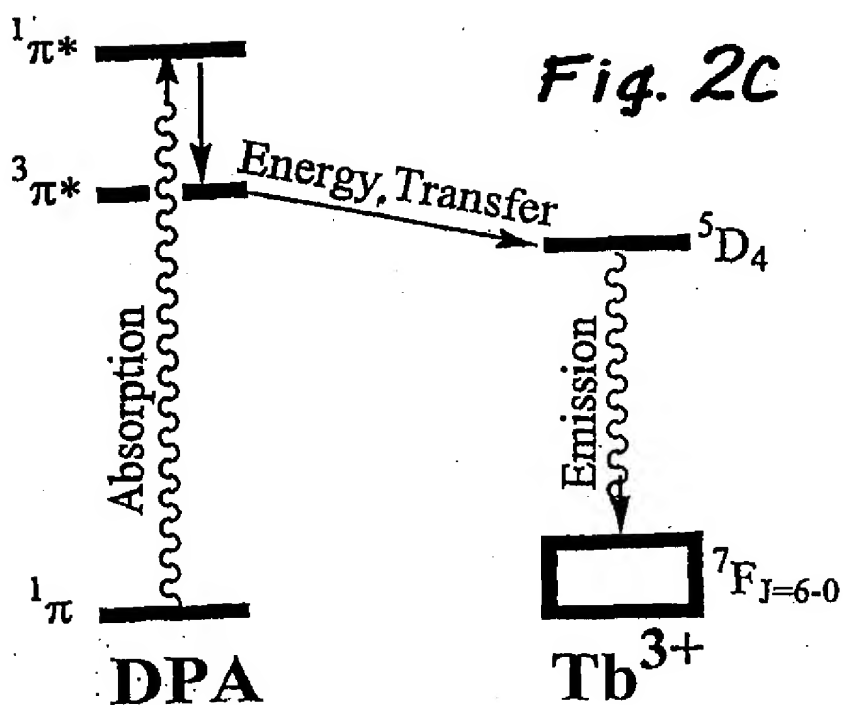 ¹π*
Fig. 2C
³π*
Energy Transfer
⁵D₄
Absorption
Emission
¹π
⁷F_J=6-0
DPA
Tb³⁺